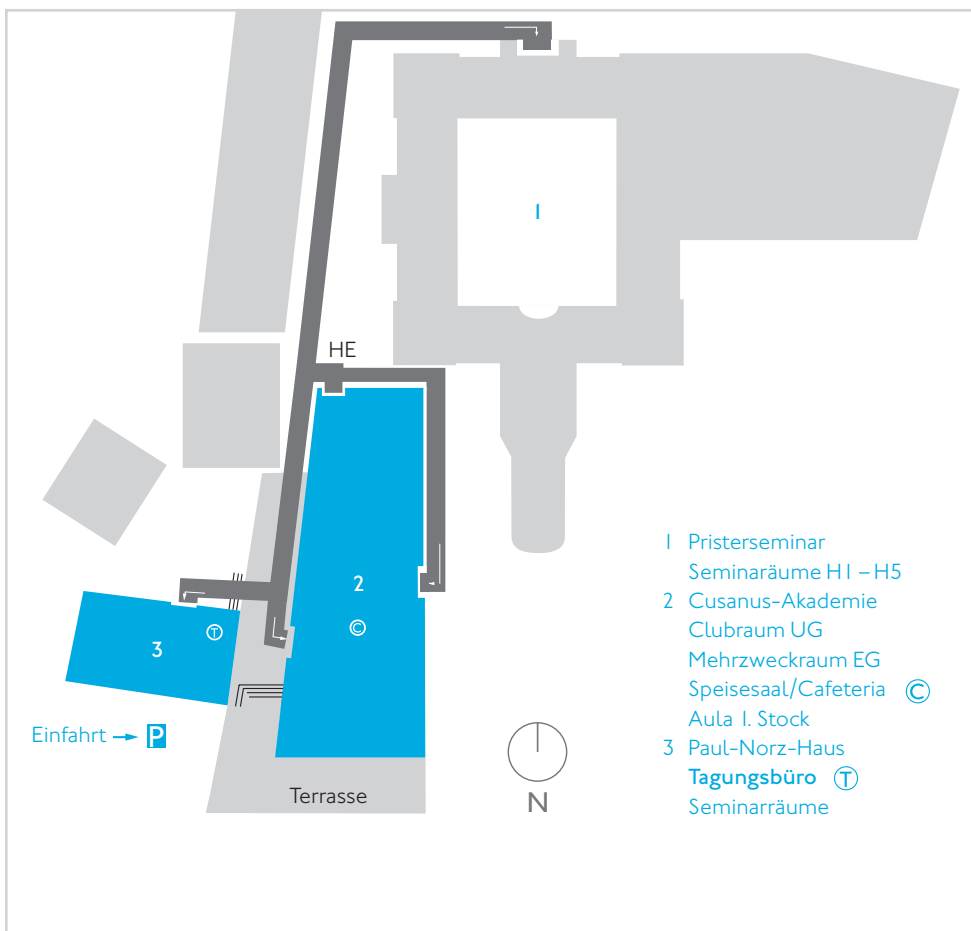 1
HE
2
©
Ⓣ
3
Einfahrt → P
Terrasse
N
1 Pristerseminar
Seminaräume H1 – H5
2 Cusanus-Akademie
Clubraum UG
Mehrzweckraum EG
Speisesaal/Cafeteria ©
Aula 1. Stock
3 Paul-Norz-Haus
Tagungsbüro Ⓣ
Seminarräume